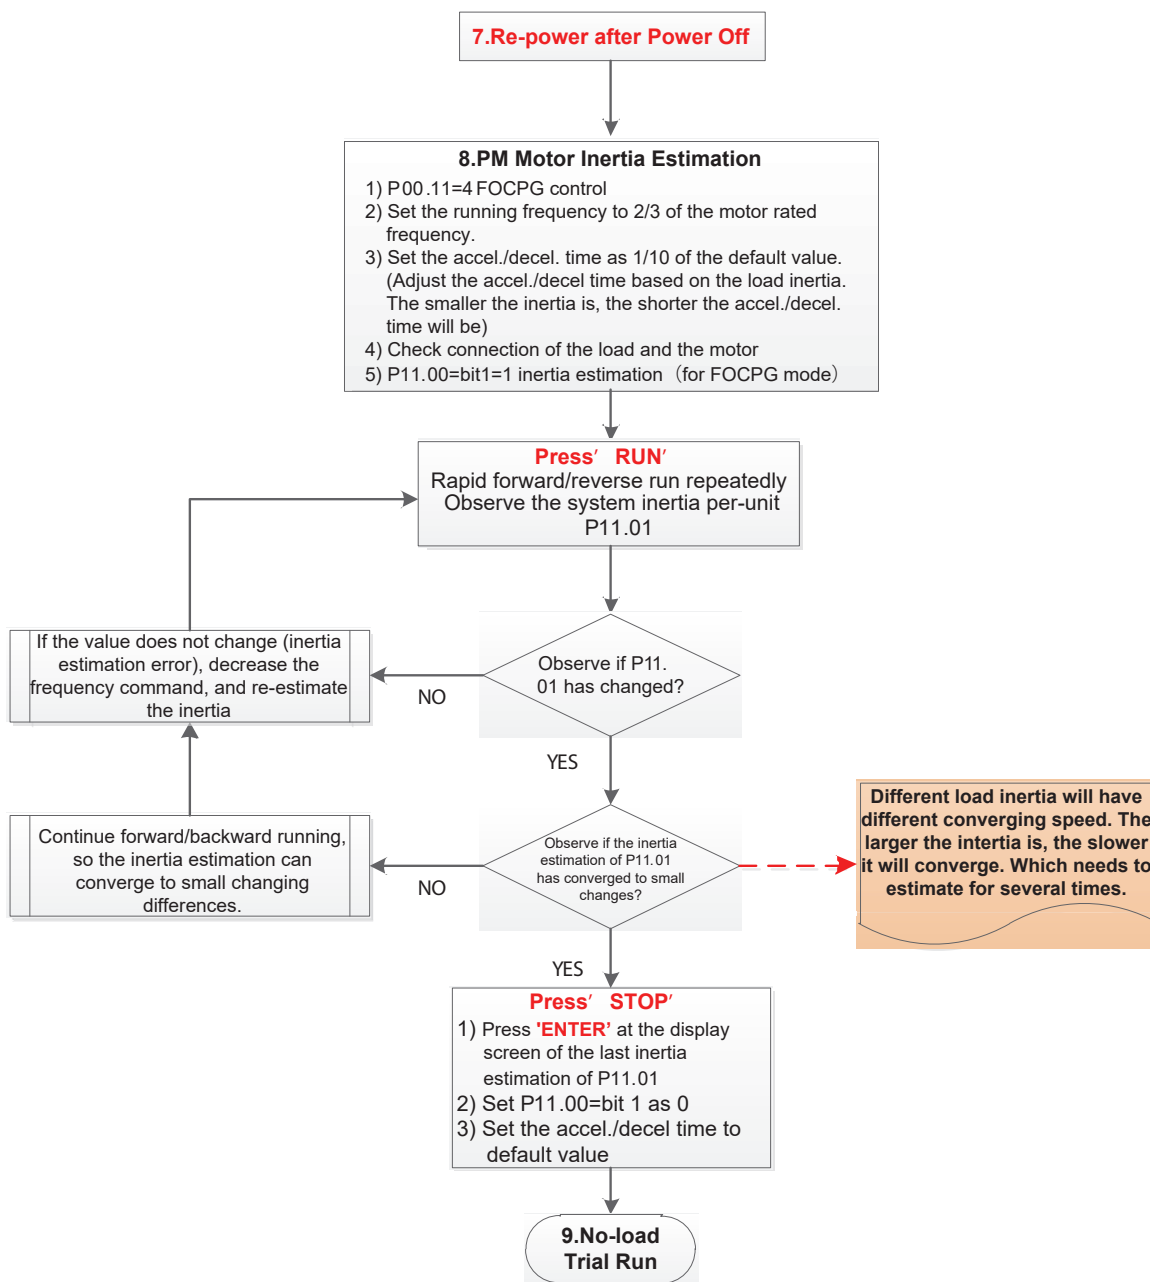 7.Re-power after Power Off
8.PM Motor Inertia Estimation
1) P00.11=4 FOCPG control
2) Set the running frequency to 2/3 of the motor rated
frequency.
3) Set the accel./decel. time as 1/10 of the default value.
(Adjust the accel./decel time based on the load inertia.
The smaller the inertia is, the shorter the accel./decel.
time will be)
4) Check connection of the load and the motor
5) P11.00=bit1=1 inertia estimation（for FOCPG mode）
Press′ RUN′
Rapid forward/reverse run repeatedly
Observe the system inertia per-unit
P11.01
If the value does not change (inertia
estimation error), decrease the
frequency command, and re-estimate
the inertia
Observe if P11.
01 has changed?
NO
YES
Continue forward/backward running,
so the inertia estimation can
converge to small changing
differences.
Observe if the inertia
estimation of P11.01
has converged to small
changes?
NO
Different load inertia will have
different converging speed. The
larger the intertia is, the slower
it will converge. Which needs to
estimate for several times.
YES
Press′ STOP′
1) Press 'ENTER’ at the display
screen of the last inertia
estimation of P11.01
2) Set P11.00=bit 1 as 0
3) Set the accel./decel time to
default value
9.No-load
Trial Run